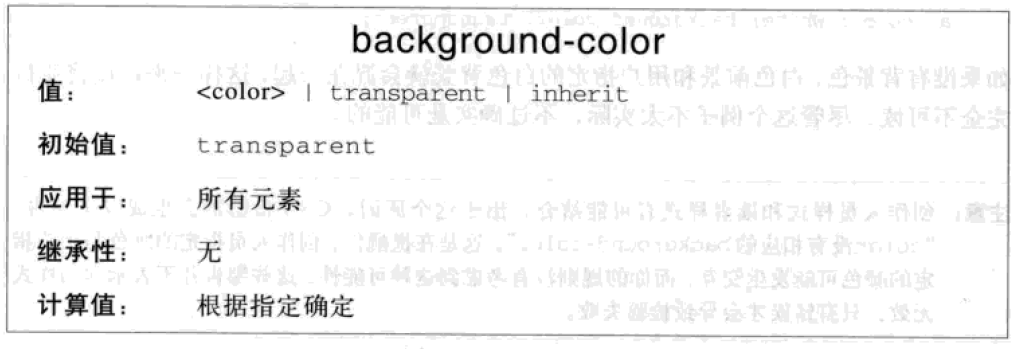 background-color
值： <color> | transparent | inherit
初始值： transparent
应用于： 所有元素
继承性： 无
计算值： 根据指定确定